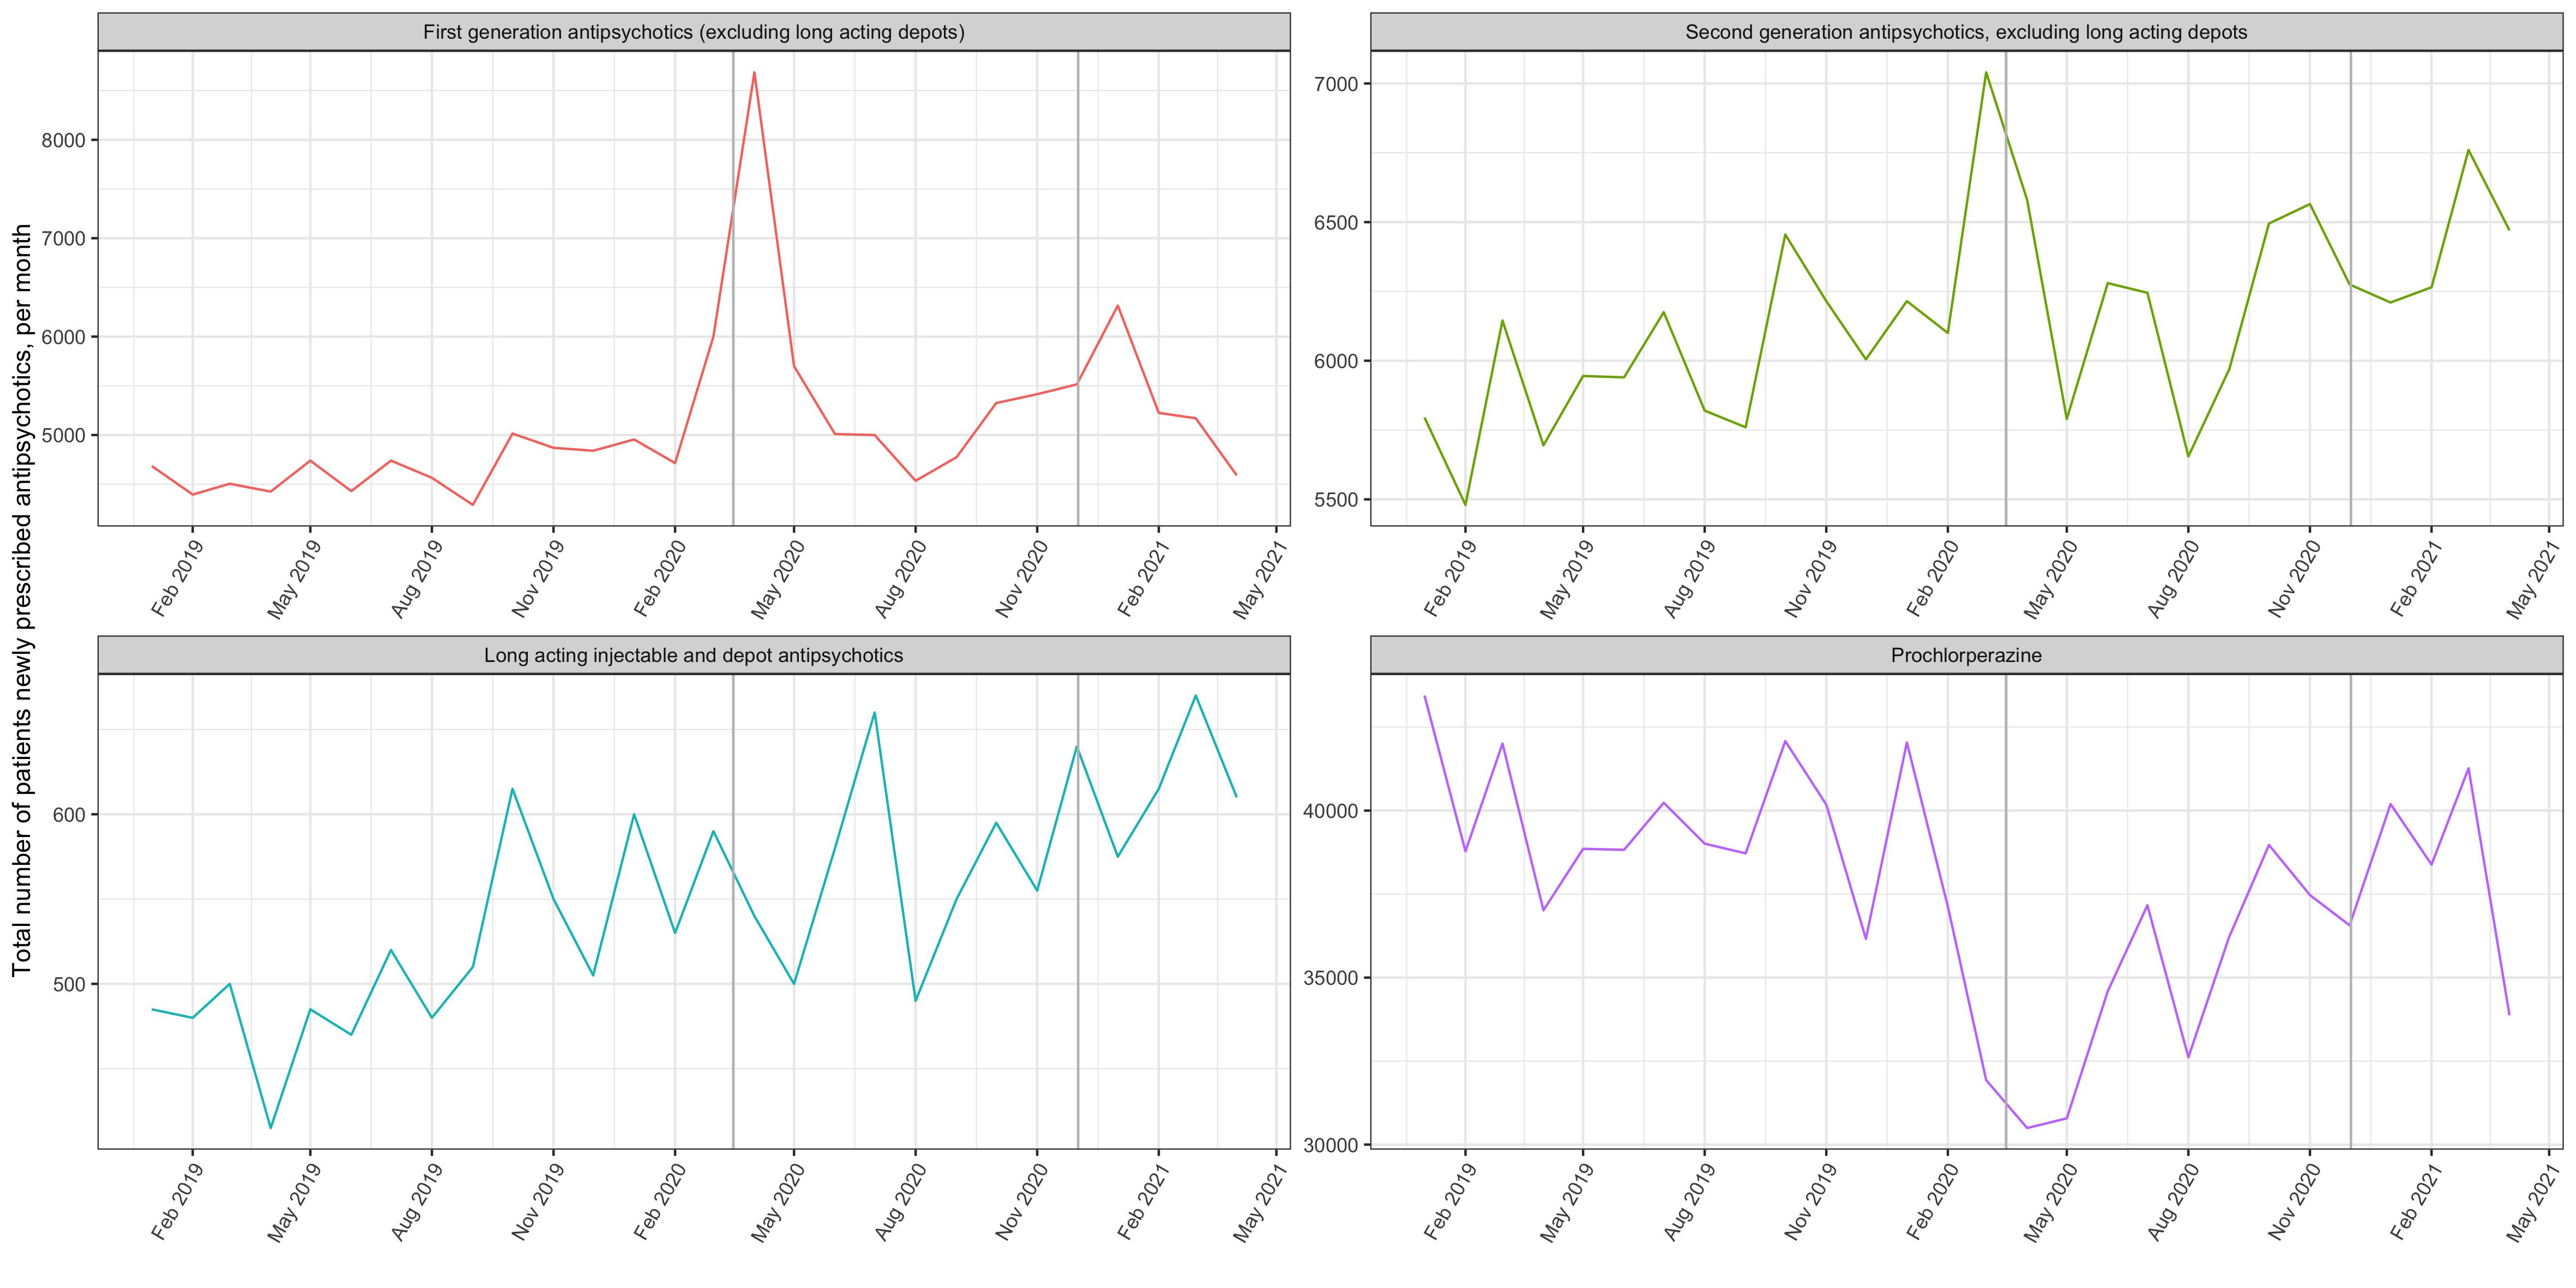 Total number of patients newly prescribed antipsychotics, per month
First generation antipsychotics (excluding long acting depots)
8000
7000
6000
5000
Feb 2019
May 2019
Aug 2019
Nov 2019
Feb 2020
May 2020
Aug 2020
Nov 2020
Feb 2021
May 2021
Second generation antipsychotics, excluding long acting depots
7000
6500
6000
5500
Feb 2019
May 2019
Aug 2019
Nov 2019
Feb 2020
May 2020
Aug 2020
Nov 2020
Feb 2021
May 2021
Long acting injectable and depot antipsychotics
600
500
Feb 2019
May 2019
Aug 2019
Nov 2019
Feb 2020
May 2020
Aug 2020
Nov 2020
Feb 2021
May 2021
Prochlorperazine
40000
35000
30000
Feb 2019
May 2019
Aug 2019
Nov 2019
Feb 2020
May 2020
Aug 2020
Nov 2020
Feb 2021
May 2021